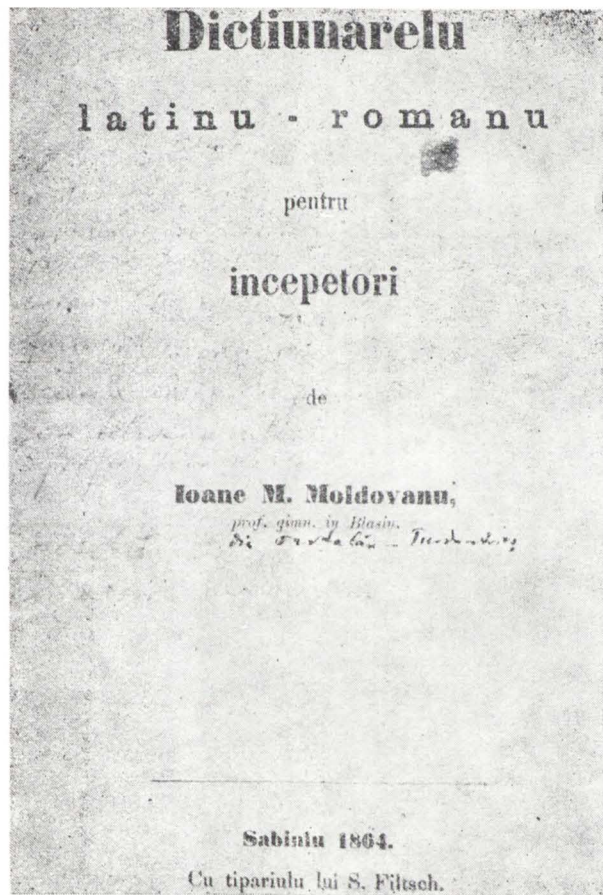 Dictiunarelu
latinu - romanu
pentru
incepetori
de
Ioane M. Moldovanu,
prof. gimn. in Blasiu.
Sabiniu 1864.
Cu tipariulu lui S. Filtsch.